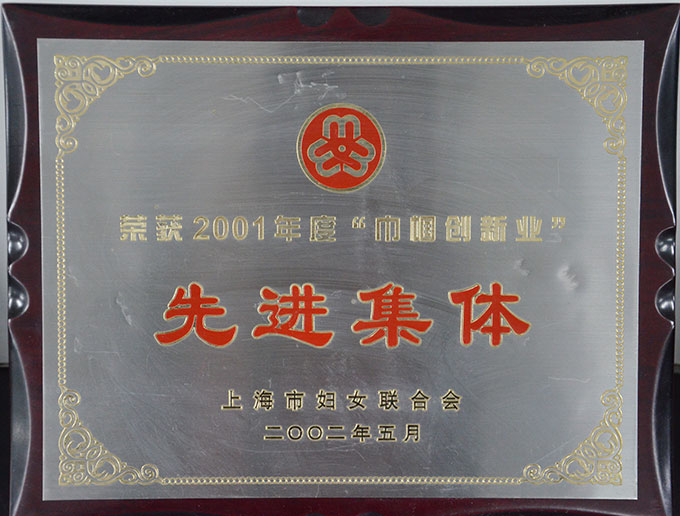 荣获2001年度“巾帼创新业”
先进集体
上海市妇女联合会
二〇〇二年五月